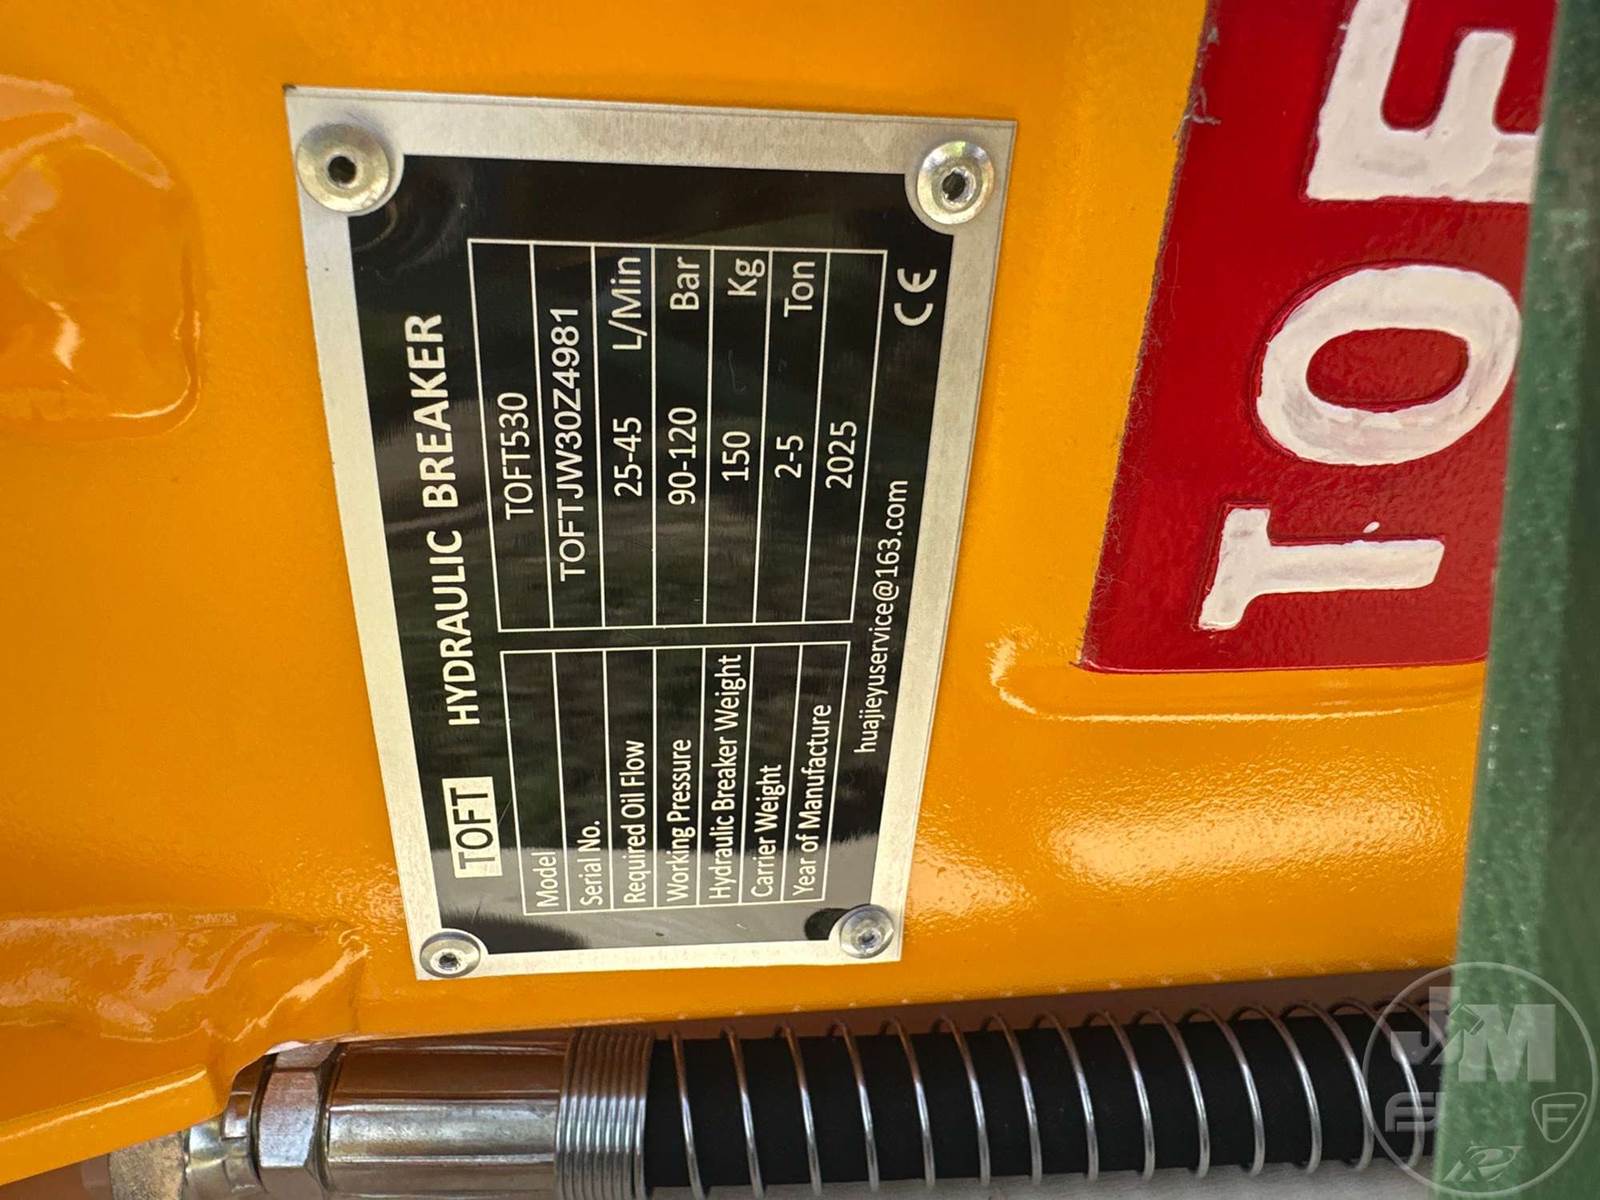 TOFT HYDRAULIC BREAKER
Model TOFT530
Serial No. TOFTJW30Z4981
Required Oil Flow 25-45 L/Min
Working Pressure 90-120 Bar
Hydraulic Breaker Weight 150 Kg
Carrier Weight 2-5 Ton
Year of Manufacture 2025
huajieyuservice@163.com CE
TOF
JM
F